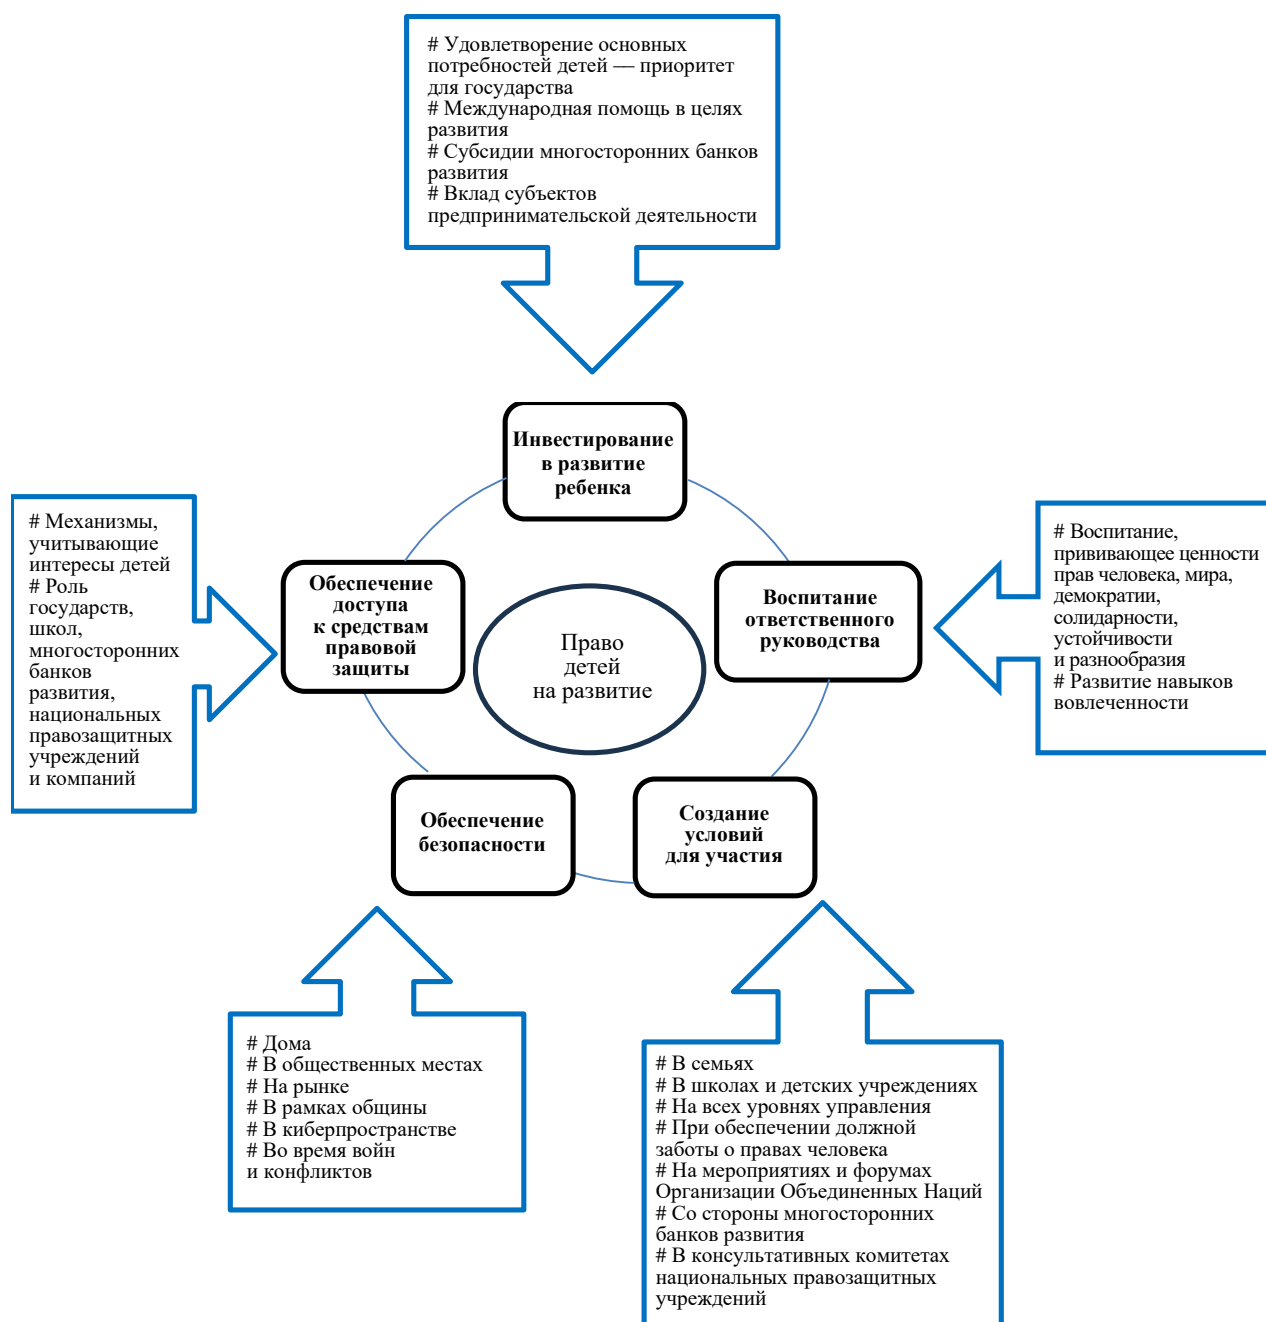 # Удовлетворение основных
потребностей детей — приоритет
для государства
# Международная помощь в целях
развития
# Субсидии многосторонних банков
развития
# Вклад субъектов
предпринимательской деятельности
Инвестирование
в развитие
ребенка
# Механизмы,
учитывающие
интересы детей
# Роль
государств,
школ,
многосторонних
банков
развития,
национальных
правозащитных
учреждений
и компаний
Обеспечение
доступа
к средствам
правовой
защиты
Право
детей
на развитие
Воспитание
ответственного
руководства
# Воспитание,
прививающее ценности
прав человека, мира,
демократии,
солидарности,
устойчивости
и разнообразия
# Развитие навыков
вовлеченности
Обеспечение
безопасности
Создание
условий
для участия
# Дома
# В общественных местах
# На рынке
# В рамках общины
# В киберпространстве
# Во время войн
и конфликтов
# В семьях
# В школах и детских учреждениях
# На всех уровнях управления
# При обеспечении должной
заботы о правах человека
# На мероприятиях и форумах
Организации Объединенных Наций
# Со стороны многосторонних
банков развития
# В консультативных комитетах
национальных правозащитных
учреждений